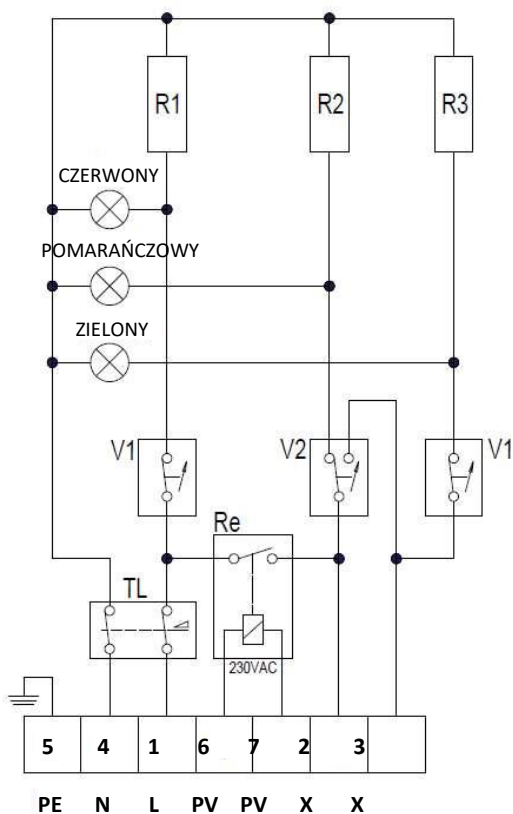 R1 R2 R3
CZERWONY
POMARAŃCZOWY
ZIELONY
V1 V2 V1
Re
TL
230VAC
5 4 1 6 7 2 3
PE N L PV PV X X